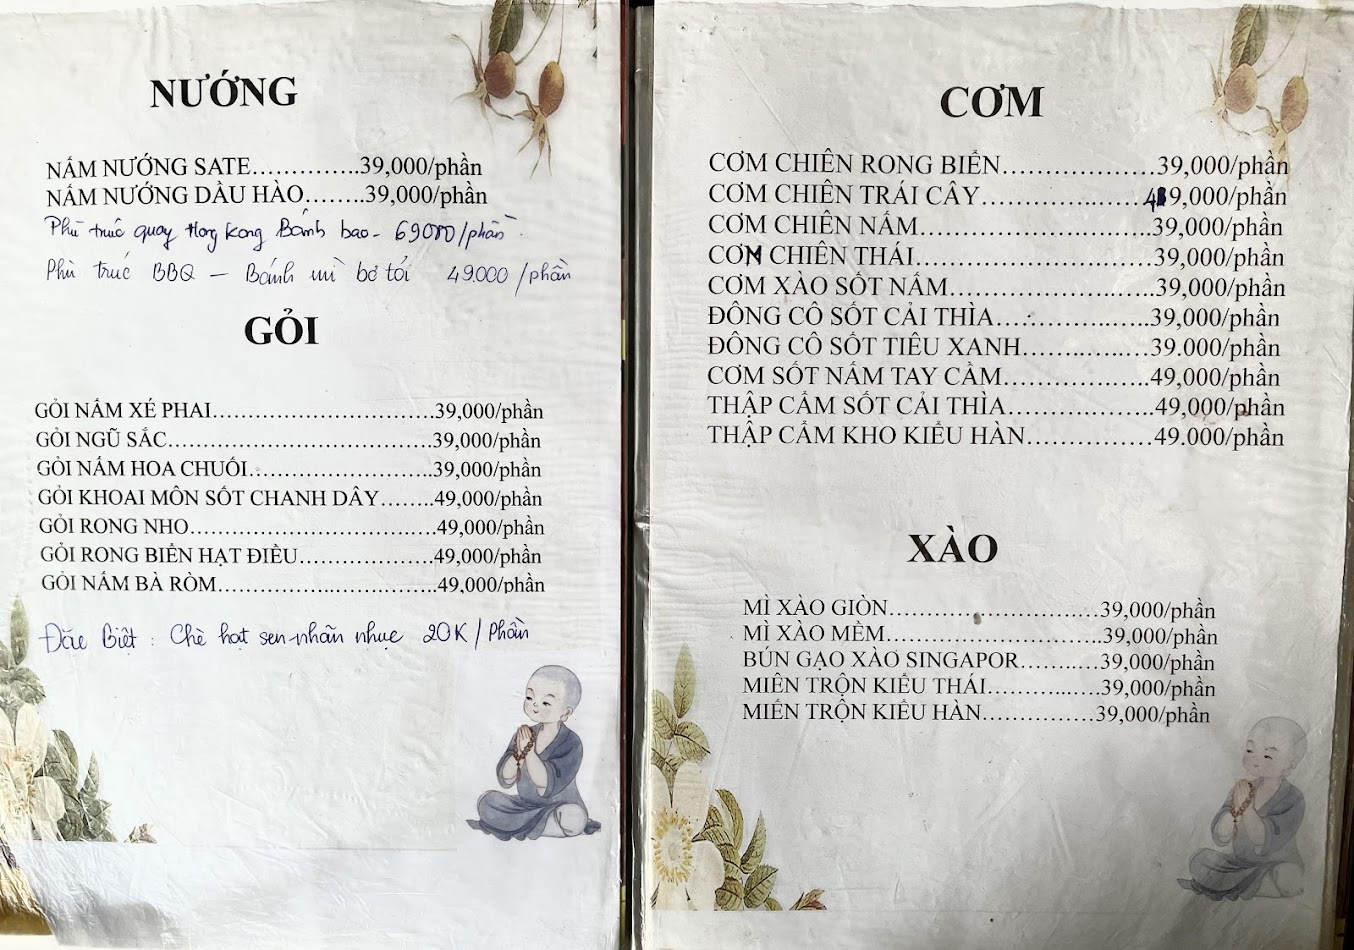 NƯỚNG
NẤM NƯỚNG SATE.............39,000/phần
NẤM NƯỚNG DẦU HÀO........39,000/phần
Phù trúc quay Hong Kong Bánh bao - 69000/phần
Phù trúc BBQ – Bánh mì bơ tỏi 49.000/phần
GỎI
GỎI NẤM XÉ PHAI...............................39,000/phần
GỎI NGŨ SẮC.....................................39,000/phần
GỎI NẤM HOA CHUỐI..........................39,000/phần
GỎI KHOAI MÔN SỐT CHANH DÂY........49,000/phần
GỎI RONG NHO...................................49,000/phần
GỎI RONG BIỂN HẠT ĐIỀU...................49,000/phần
GỎI NẤM BÀ RÒM...............................49,000/phần
Đặc Biệt : Chè hạt sen-nhãn nhục 20K/Phần
CƠM
CƠM CHIÊN RONG BIỂN..................39,000/phần
CƠM CHIÊN TRÁI CÂY....................49,000/phần
CƠM CHIÊN NẤM...........................39,000/phần
CƠM CHIÊN THÁI...........................39,000/phần
CƠM XÀO SỐT NẤM.......................39,000/phần
ĐÔNG CÔ SỐT CẢI THÌA.................39,000/phần
ĐÔNG CÔ SỐT TIÊU XANH..............39.000/phần
CƠM SỐT NẤM TAY CẦM................49,000/phần
THẬP CẨM SỐT CẢI THÌA................49,000/phần
THẬP CẨM KHO KIỂU HÀN..............49.000/phần
XÀO
MÌ XÀO GIÒN..............................39,000/phần
MÌ XÀO MỀM..............................39,000/phần
BÚN GẠO XÀO SINGAPOR............39,000/phần
MIẾN TRỘN KIỂU THÁI................39,000/phần
MIẾN TRỘN KIỂU HÀN................39,000/phần